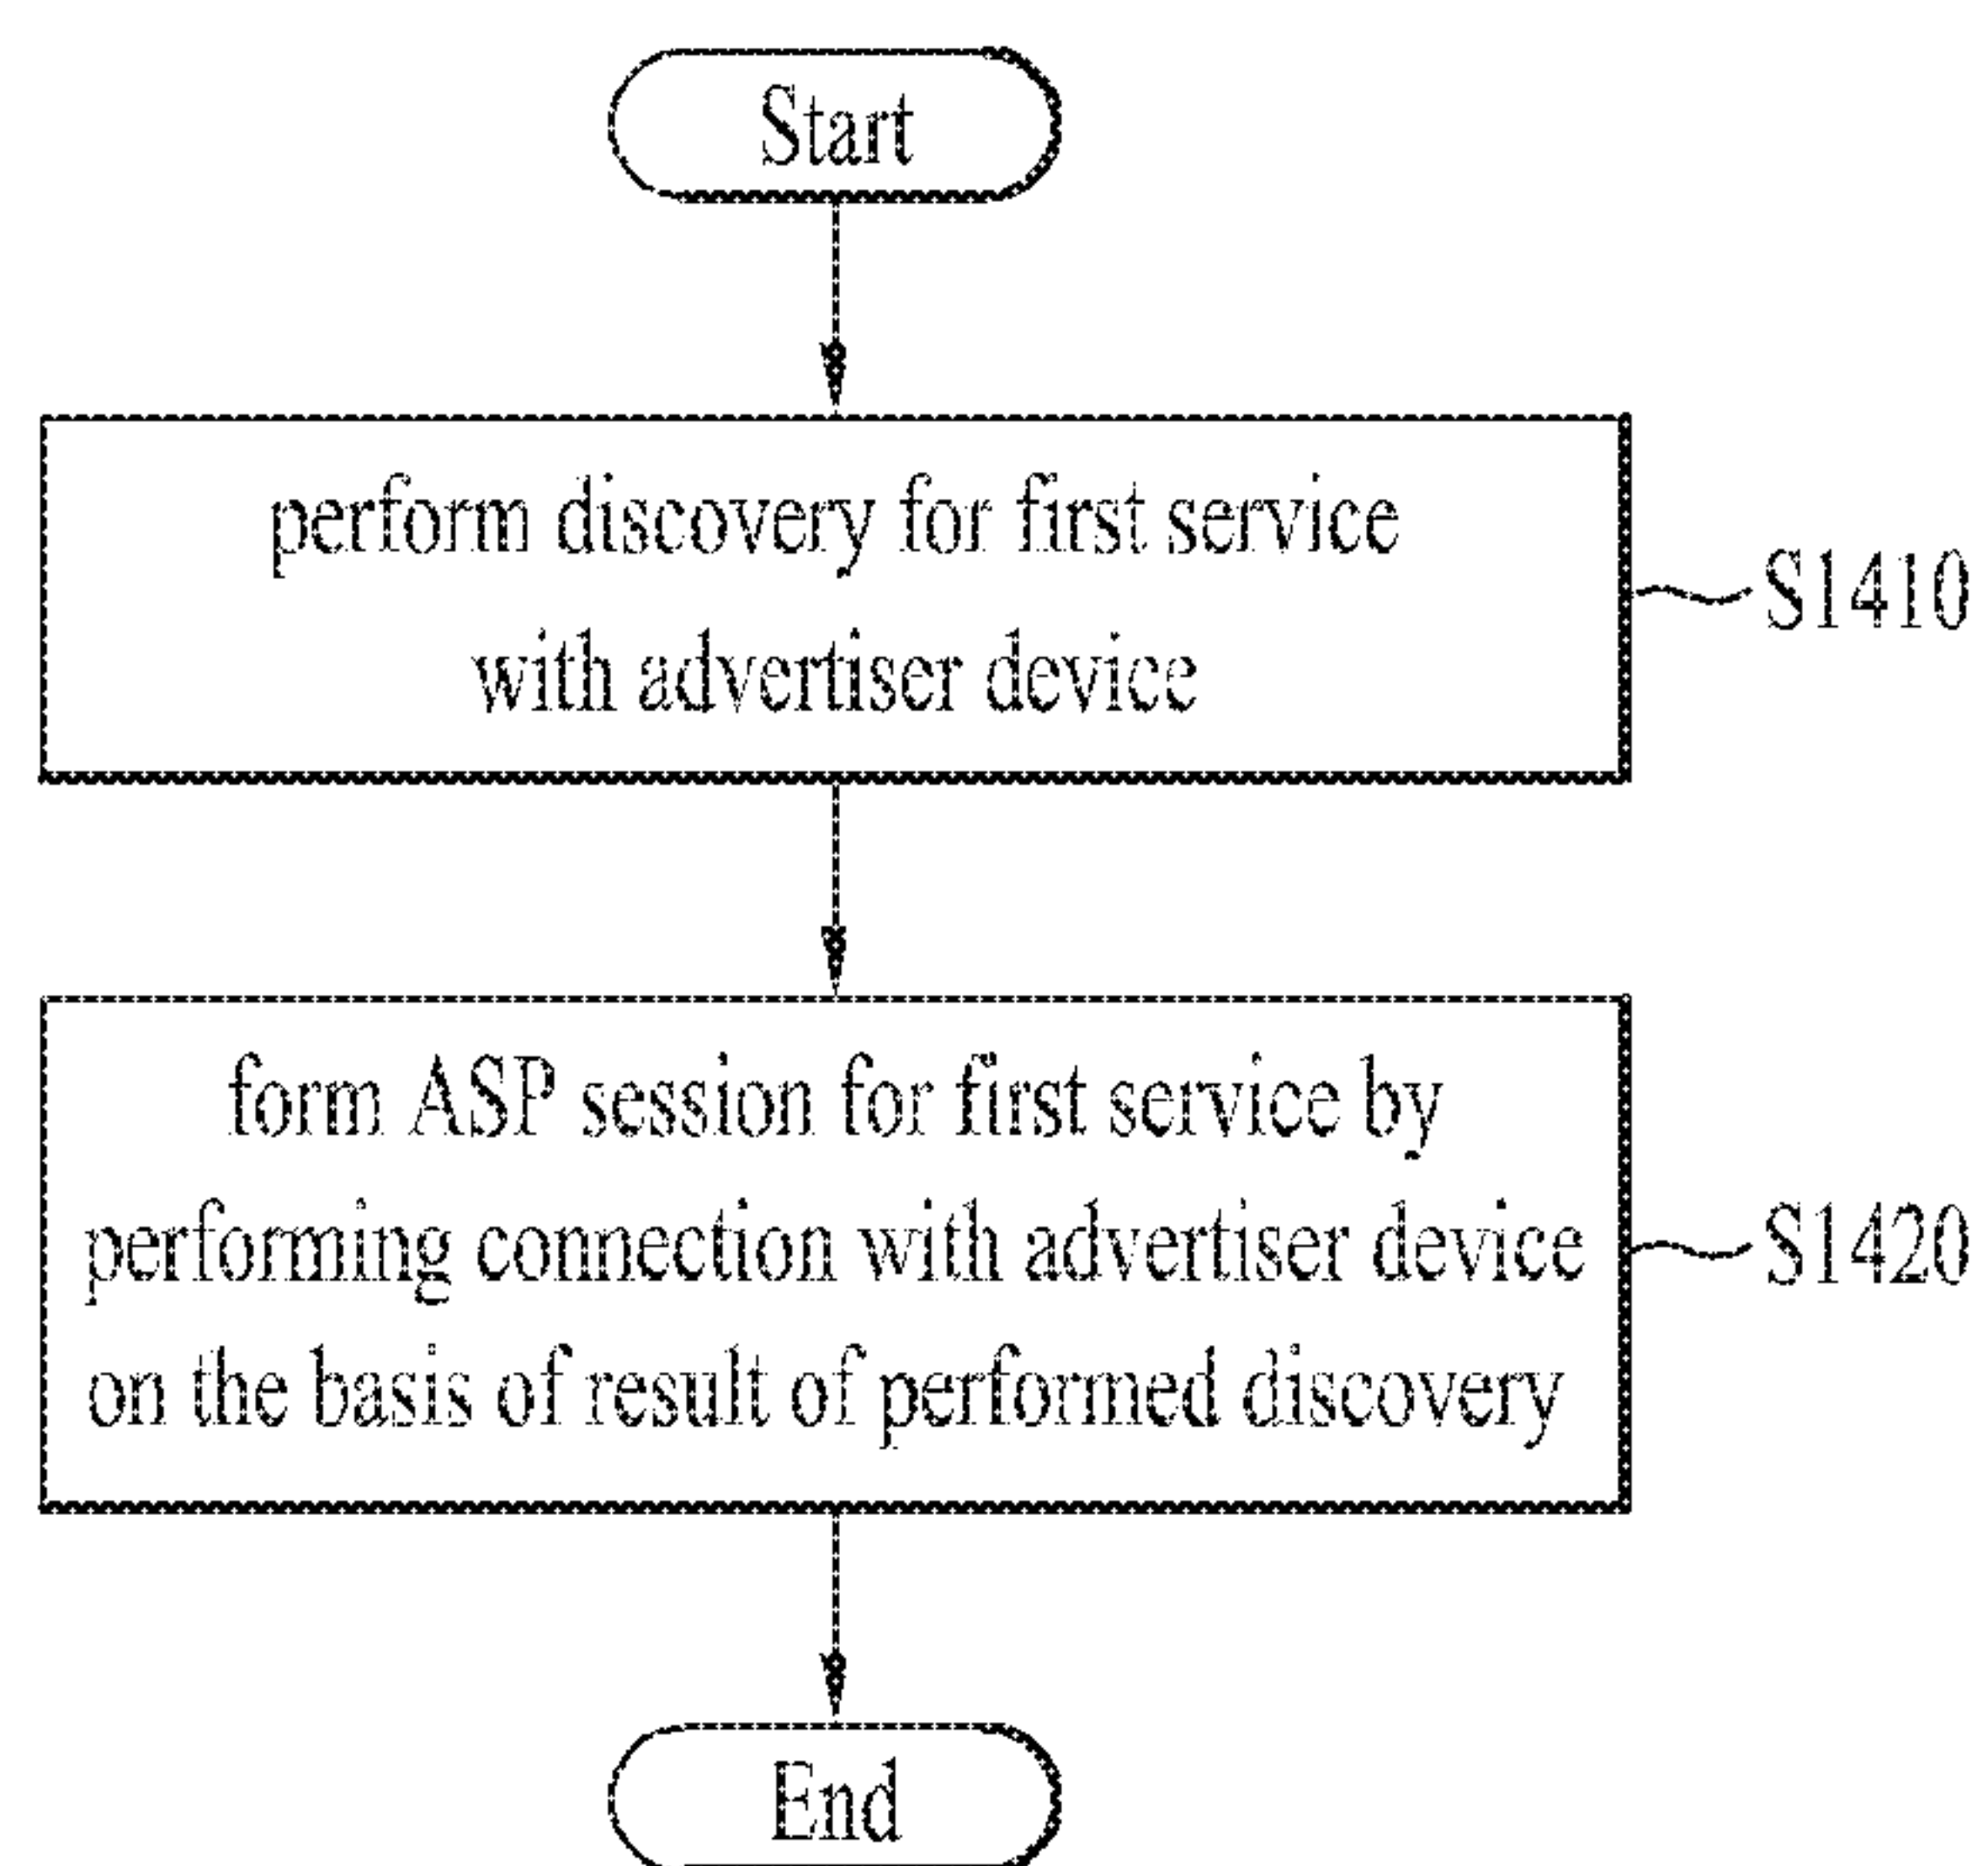 Start
perform discovery for first service
with advertiser device
S1410
form ASP session for first service by
performing connection with advertiser device
on the basis of result of performed discovery
S1420
End